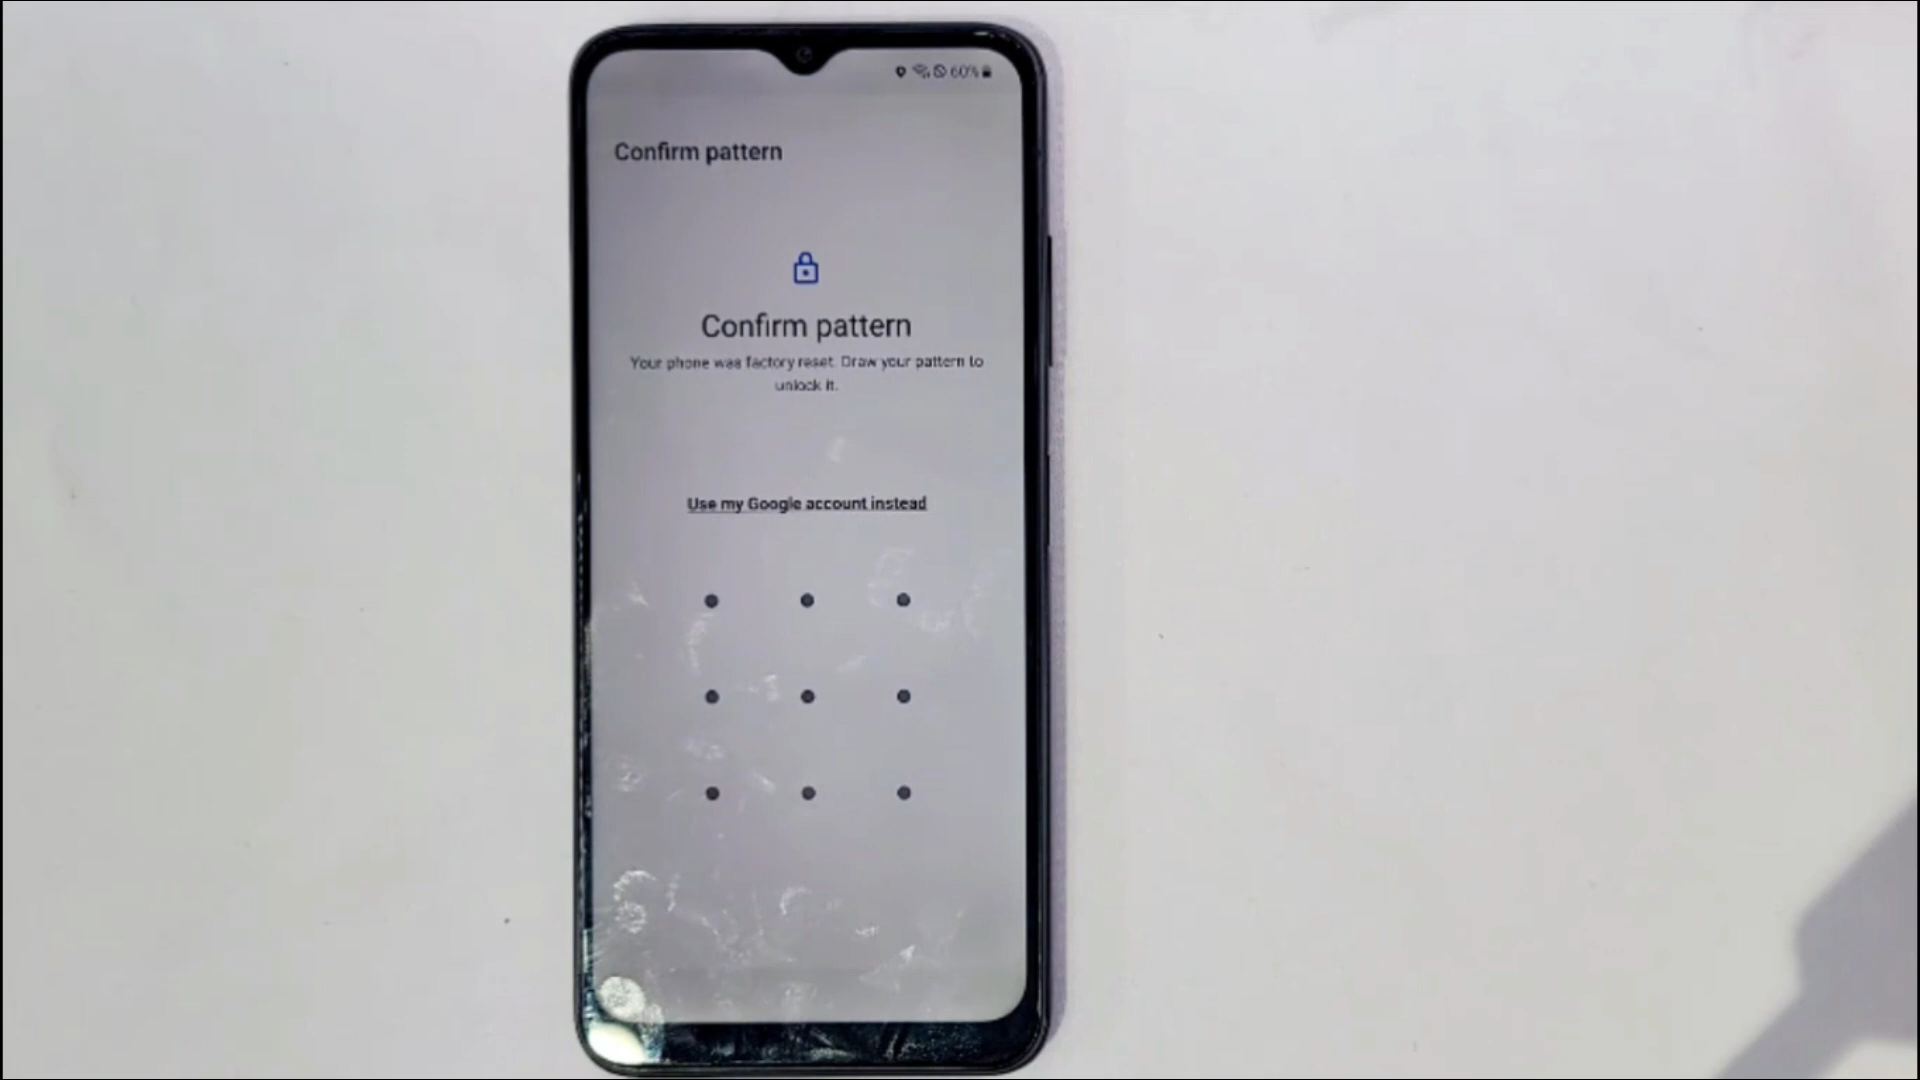 60%
Confirm pattern
Confirm pattern
Your phone was factory reset. Draw your pattern to
unlock it.
Use my Google account instead